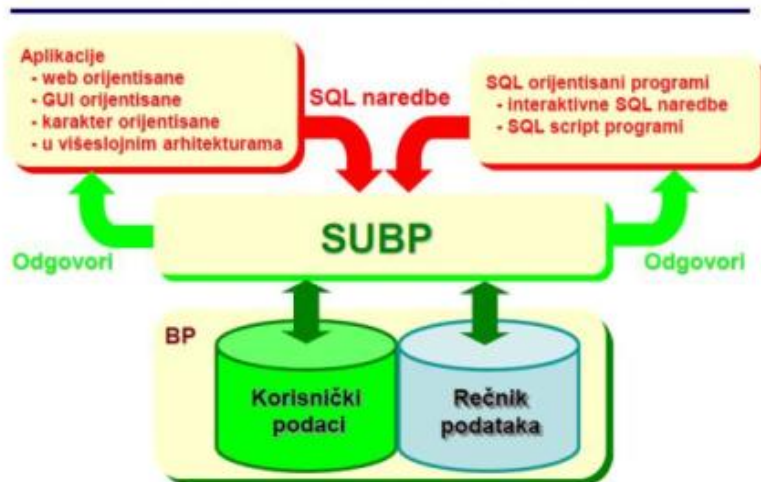 Aplikacije
- web orijentisane
- GUI orijentisane
- karakter orijentisane
- u višeslojnim arhitekturama
SQL naredbe
SQL orijentisani programi
- interaktivne SQL naredbe
- SQL script programi
SUBP
Odgovori
Odgovori
BP
Korisnički
podaci
Rečnik
podataka